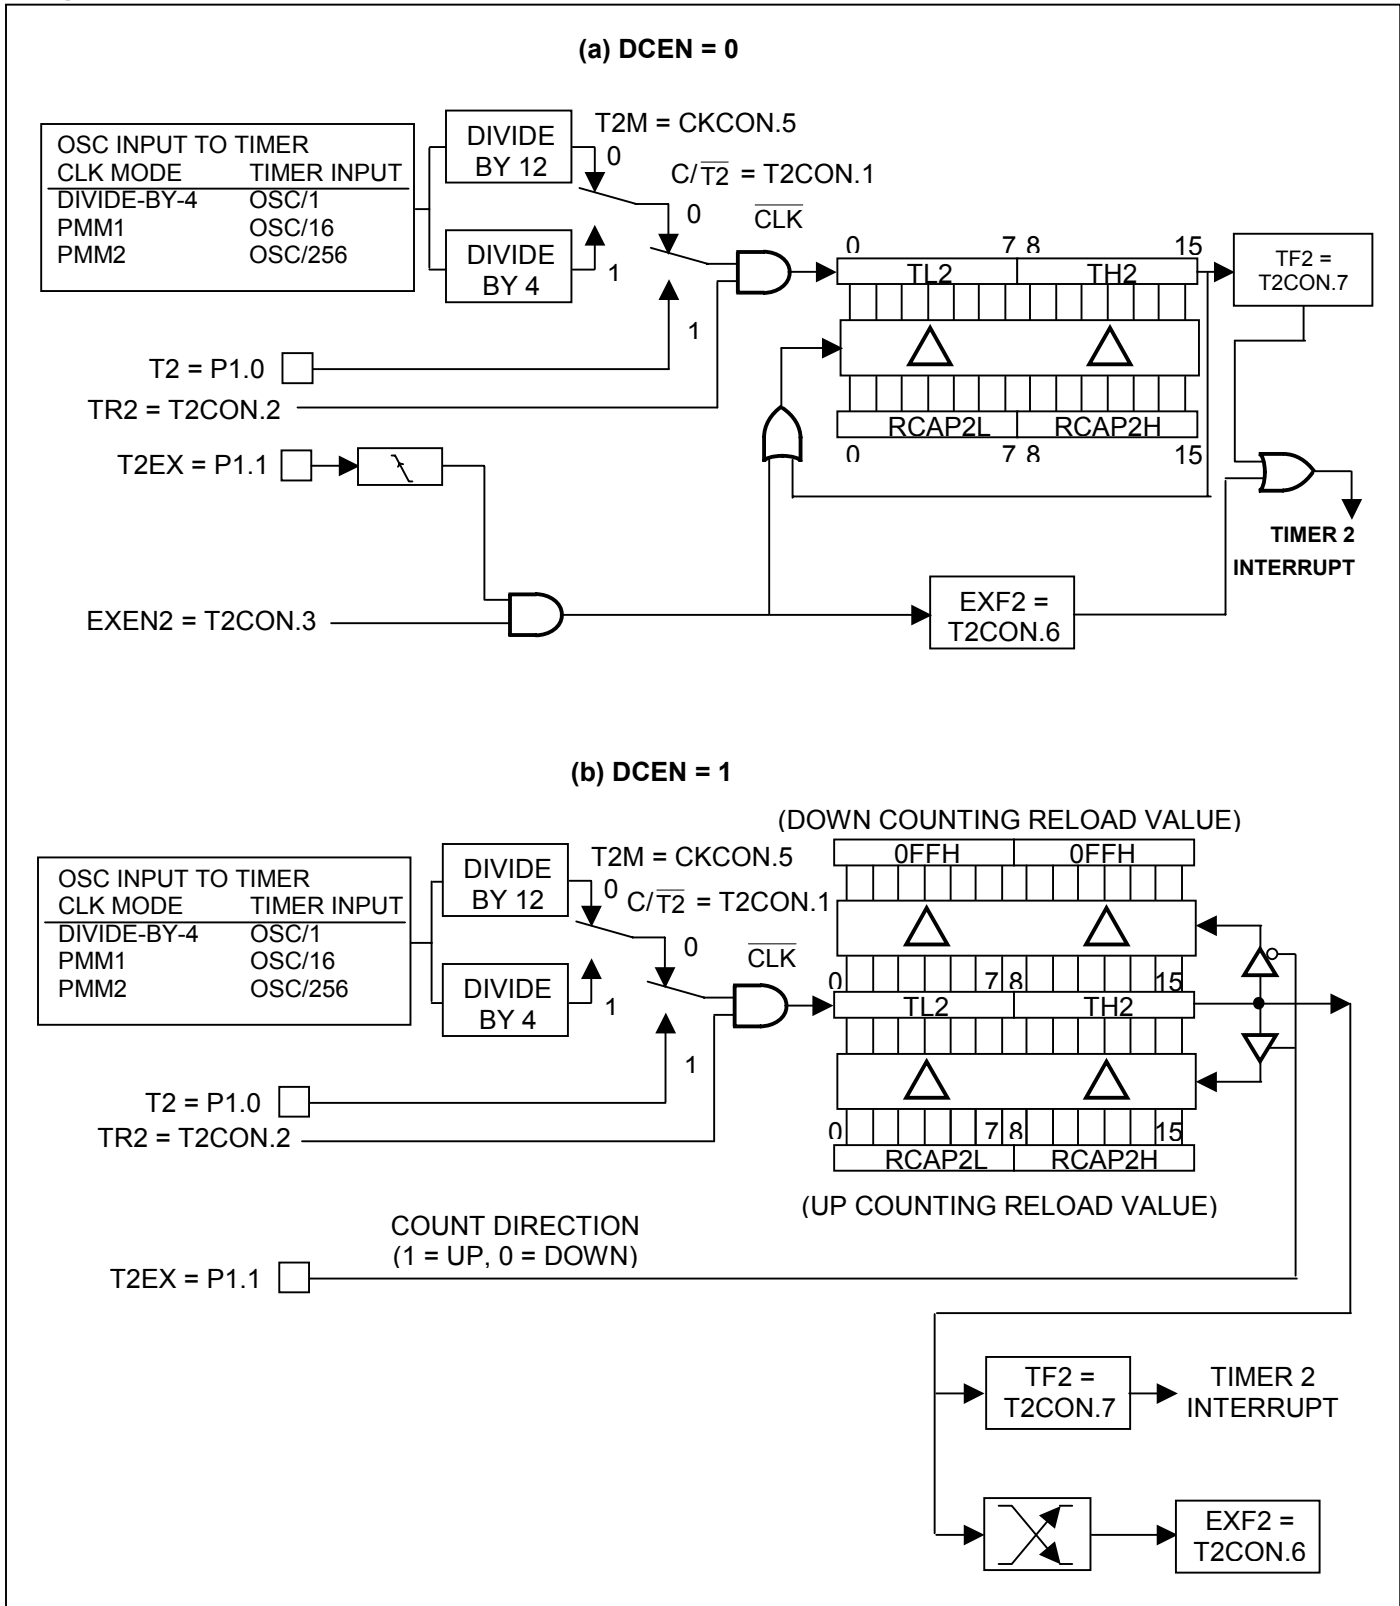 (a) DCEN = 0
OSC INPUT TO TIMER
CLK MODE TIMER INPUT
DIVIDE-BY-4 OSC/1
PMM1 OSC/16
PMM2 OSC/256
DIVIDE
BY 12
DIVIDE
BY 4
T2M = CKCON.5
0
1
C/T2 = T2CON.1
0
1
CLK
0 7 8 15
TL2 TH2
TF2 =
T2CON.7
T2 = P1.0
TR2 = T2CON.2
RCAP2L RCAP2H
0 7 8 15
T2EX = P1.1
TIMER 2
INTERRUPT
EXEN2 = T2CON.3
EXF2 =
T2CON.6
(b) DCEN = 1
(DOWN COUNTING RELOAD VALUE)
0FFH 0FFH
OSC INPUT TO TIMER
CLK MODE TIMER INPUT
DIVIDE-BY-4 OSC/1
PMM1 OSC/16
PMM2 OSC/256
DIVIDE
BY 12
DIVIDE
BY 4
T2M = CKCON.5
0
1
C/T2 = T2CON.1
0
1
CLK
0 7 8 15
TL2 TH2
T2 = P1.0
TR2 = T2CON.2
0 7 8 15
RCAP2L RCAP2H
(UP COUNTING RELOAD VALUE)
COUNT DIRECTION
(1 = UP, 0 = DOWN)
T2EX = P1.1
TF2 =
T2CON.7
TIMER 2
INTERRUPT
EXF2 =
T2CON.6